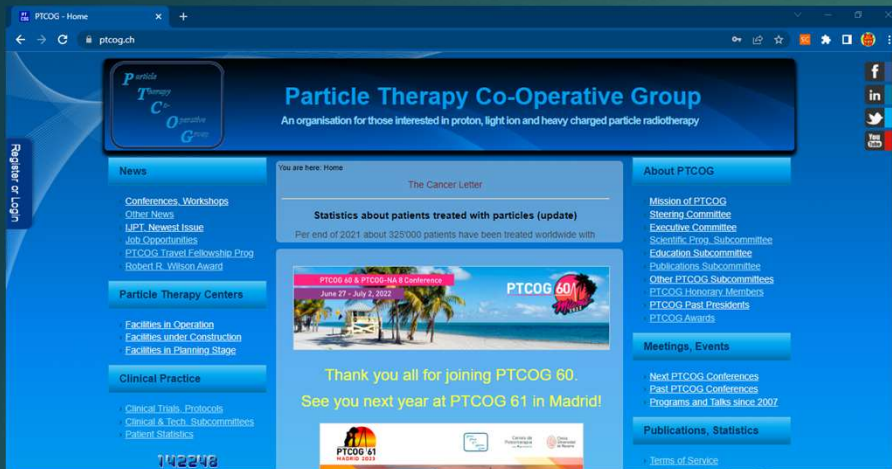 PTCOG - Home
ptcog.ch
Particle
Therapy
Co-
Operative
Group
Particle Therapy Co-Operative Group
An organisation for those interested in proton, light ion and heavy charged particle radiotherapy
Register or Login
News
Conferences, Workshops
Other News
IJPT, Newest Issue
Job Opportunities
PTCOG Travel Fellowship Prog
Robert R. Wilson Award
Particle Therapy Centers
Facilities in Operation
Facilities under Construction
Facilities in Planning Stage
Clinical Practice
Clinical Trials, Protocols
Clinical & Tech. Subcommittees
Patient Statistics
142248
You are here: Home
The Cancer Letter
Statistics about patients treated with particles (update)
Per end of 2021 about 325'000 patients have been treated worldwide with
PTCOG 60 & PTCOG-NA 8 Conference
June 27 - July 2, 2022
PTCOG 60
Thank you all for joining PTCOG 60.
See you next year at PTCOG 61 in Madrid!
PTCOG '61
MADRID 2023
About PTCOG
Mission of PTCOG
Steering Committee
Executive Committee
Scientific Prog. Subcommittee
Education Subcommittee
Publications Subcommittee
Other PTCOG Subcommittees
PTCOG Honorary Members
PTCOG Past Presidents
PTCOG Awards
Meetings, Events
Next PTCOG Conferences
Past PTCOG Conferences
Programs and Talks since 2007
Publications, Statistics
Terms of Service
f
in
You
Tube